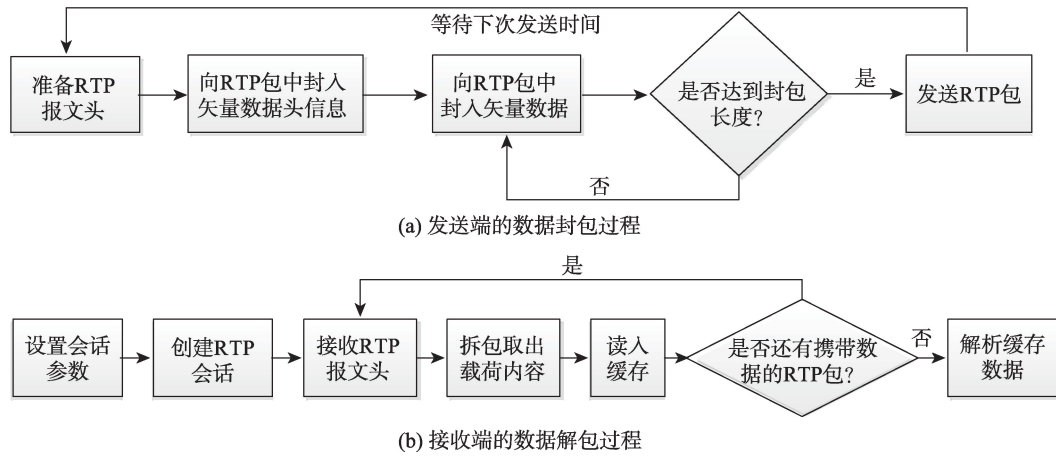 等待下次发送时间
准备RTP
报文头
向RTP包中封入
矢量数据头信息
向RTP包中
封入矢量数据
是否达到封包
长度?
是
发送RTP包
否
(a) 发送端的数据封包过程
是
设置会话
参数
创建RTP
会话
接收RTP
报文头
拆包取出
载荷内容
读入
缓存
是否还有携带数
据的RTP包?
否
解析缓存
数据
(b) 接收端的数据解包过程